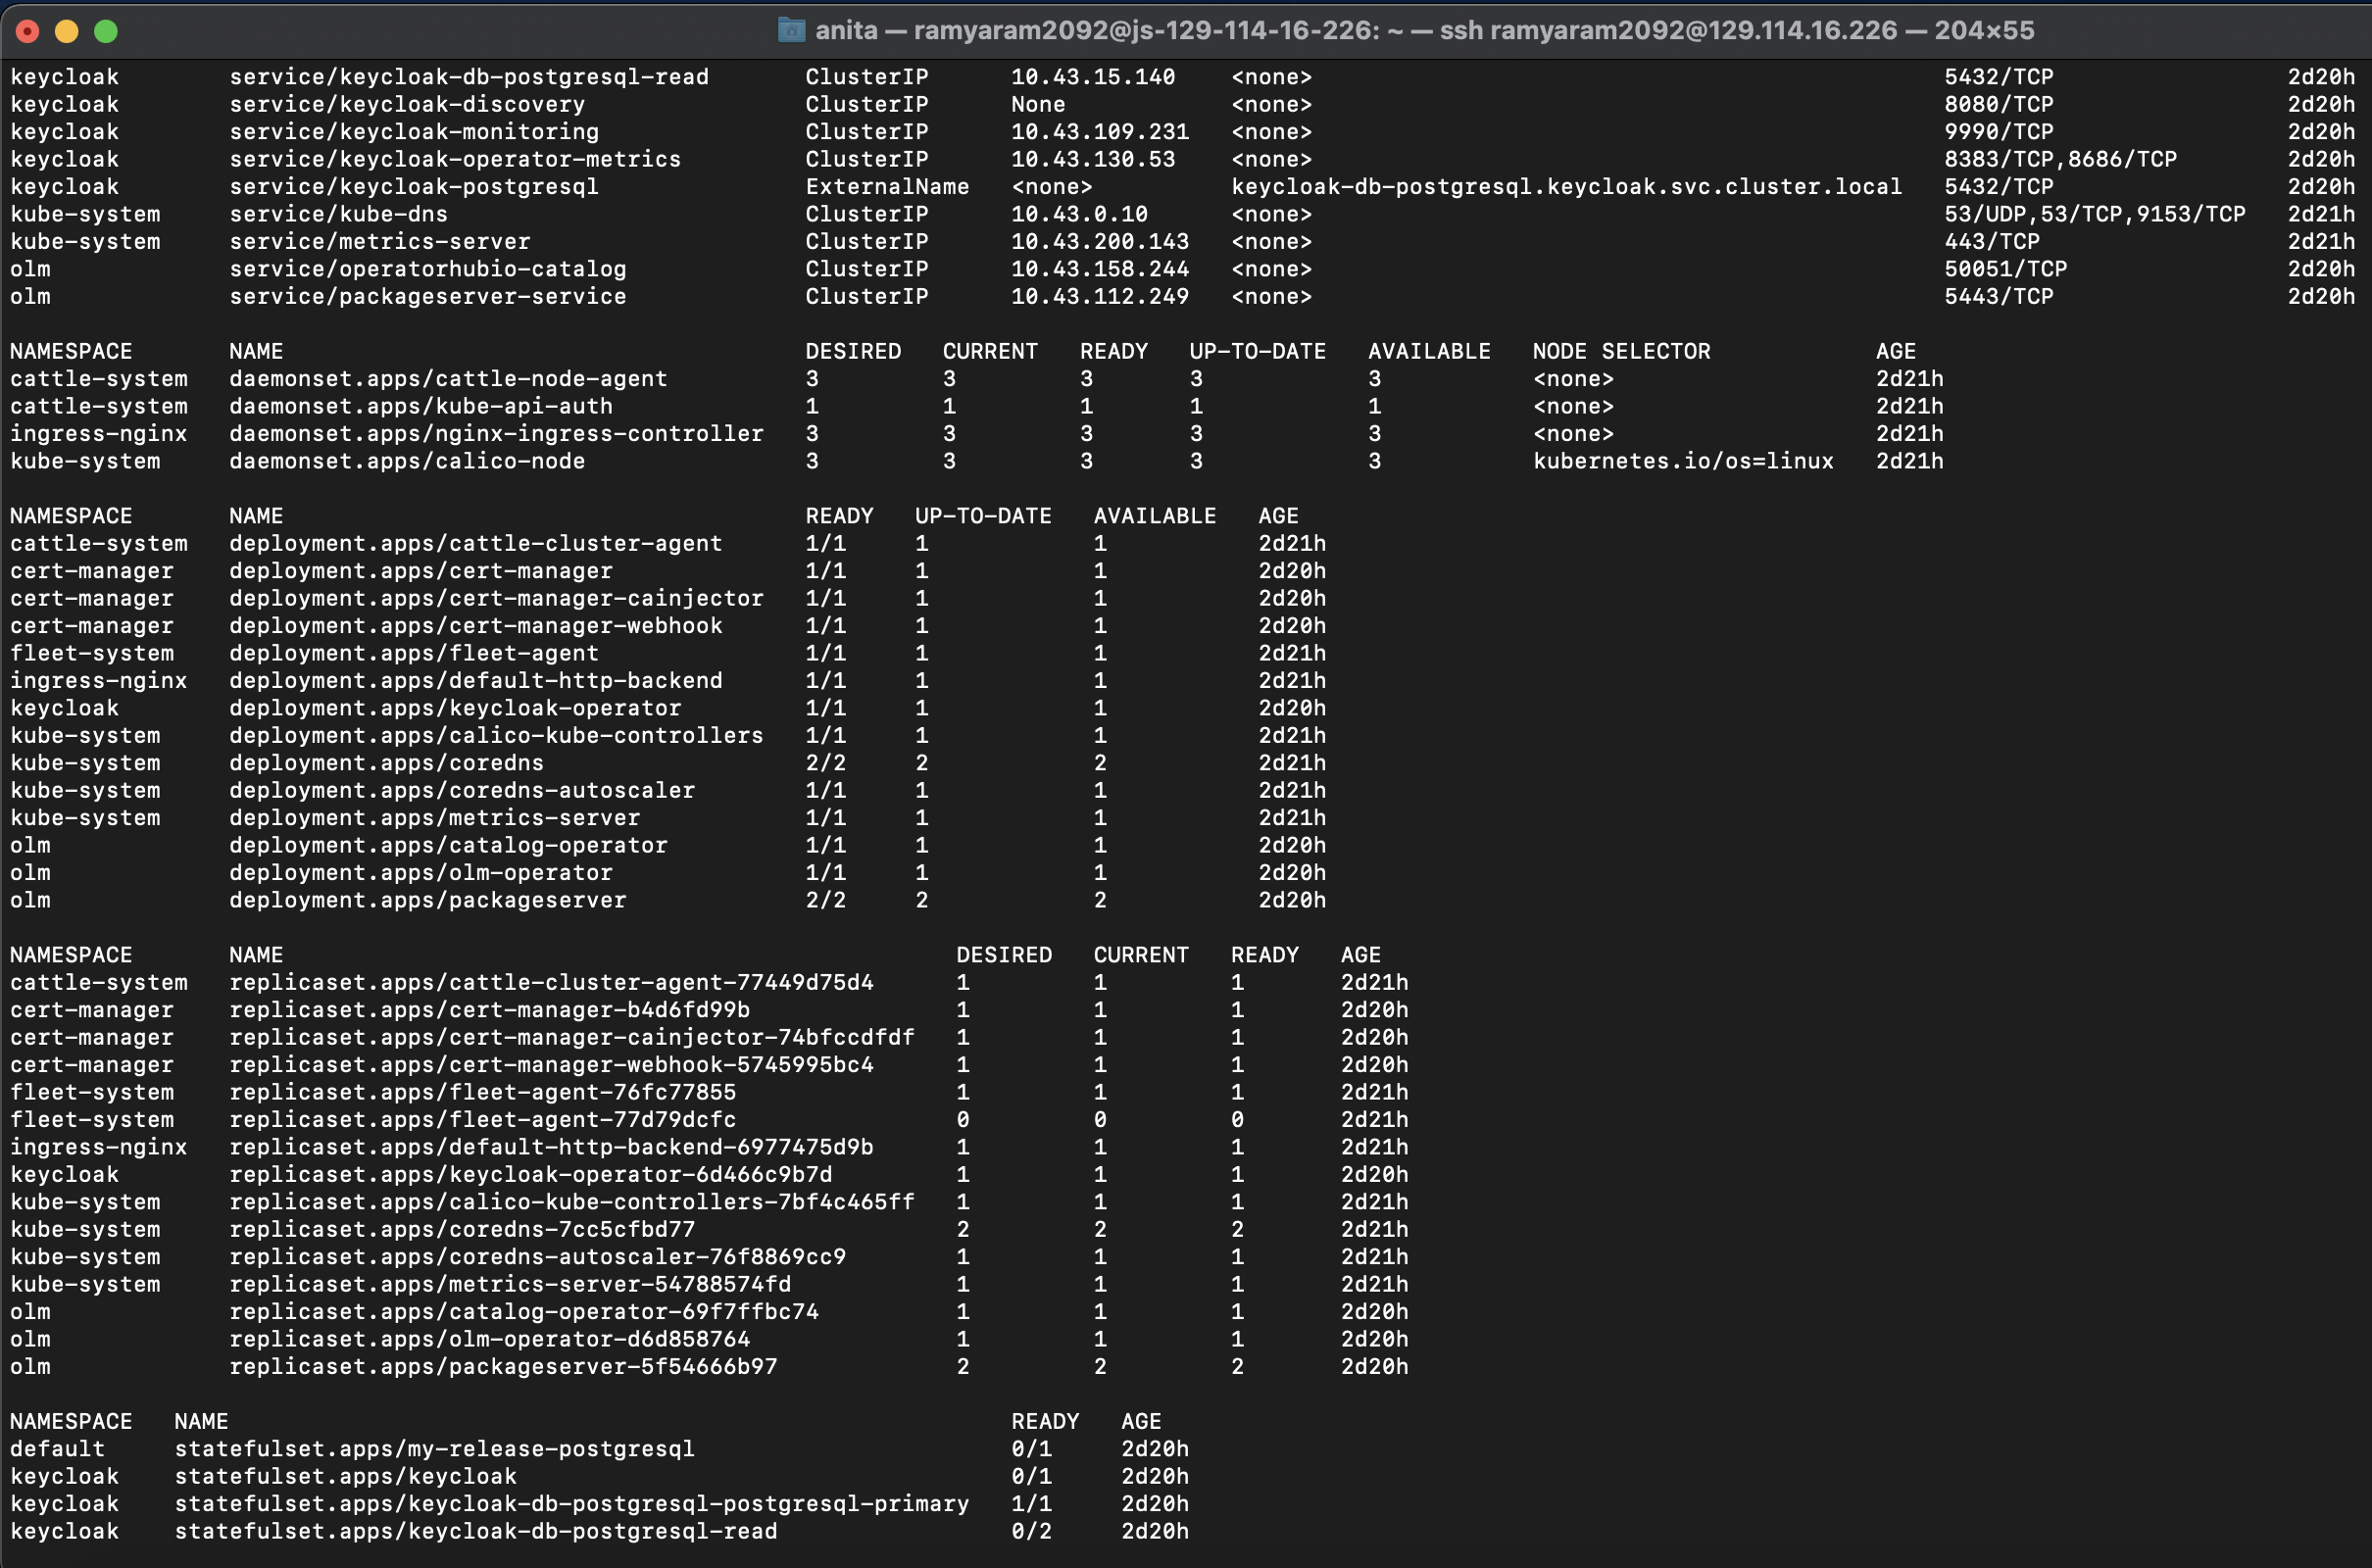 anita — ramyaram2092@js-129-114-16-226: ~ — ssh ramyaram2092@129.114.16.226 — 204×55
keycloak service/keycloak-db-postgresql-read ClusterIP 10.43.15.140 <none> 5432/TCP 2d20h
keycloak service/keycloak-discovery ClusterIP None <none> 8080/TCP 2d20h
keycloak service/keycloak-monitoring ClusterIP 10.43.109.231 <none> 9990/TCP 2d20h
keycloak service/keycloak-operator-metrics ClusterIP 10.43.130.53 <none> 8383/TCP,8686/TCP 2d20h
keycloak service/keycloak-postgresql ExternalName <none> keycloak-db-postgresql.keycloak.svc.cluster.local 5432/TCP 2d20h
kube-system service/kube-dns ClusterIP 10.43.0.10 <none> 53/UDP,53/TCP,9153/TCP 2d21h
kube-system service/metrics-server ClusterIP 10.43.200.143 <none> 443/TCP 2d21h
olm service/operatorhubio-catalog ClusterIP 10.43.158.244 <none> 50051/TCP 2d20h
olm service/packageserver-service ClusterIP 10.43.112.249 <none> 5443/TCP 2d20h
NAMESPACE NAME DESIRED CURRENT READY UP-TO-DATE AVAILABLE NODE SELECTOR AGE
cattle-system daemonset.apps/cattle-node-agent 3 3 3 3 3 <none> 2d21h
cattle-system daemonset.apps/kube-api-auth 1 1 1 1 1 <none> 2d21h
ingress-nginx daemonset.apps/nginx-ingress-controller 3 3 3 3 3 <none> 2d21h
kube-system daemonset.apps/calico-node 3 3 3 3 3 kubernetes.io/os=linux 2d21h
NAMESPACE NAME READY UP-TO-DATE AVAILABLE AGE
cattle-system deployment.apps/cattle-cluster-agent 1/1 1 1 2d21h
cert-manager deployment.apps/cert-manager 1/1 1 1 2d20h
cert-manager deployment.apps/cert-manager-cainjector 1/1 1 1 2d20h
cert-manager deployment.apps/cert-manager-webhook 1/1 1 1 2d20h
fleet-system deployment.apps/fleet-agent 1/1 1 1 2d21h
ingress-nginx deployment.apps/default-http-backend 1/1 1 1 2d21h
keycloak deployment.apps/keycloak-operator 1/1 1 1 2d20h
kube-system deployment.apps/calico-kube-controllers 1/1 1 1 2d21h
kube-system deployment.apps/coredns 2/2 2 2 2d21h
kube-system deployment.apps/coredns-autoscaler 1/1 1 1 2d21h
kube-system deployment.apps/metrics-server 1/1 1 1 2d21h
olm deployment.apps/catalog-operator 1/1 1 1 2d20h
olm deployment.apps/olm-operator 1/1 1 1 2d20h
olm deployment.apps/packageserver 2/2 2 2 2d20h
NAMESPACE NAME DESIRED CURRENT READY AGE
cattle-system replicaset.apps/cattle-cluster-agent-77449d75d4 1 1 1 2d21h
cert-manager replicaset.apps/cert-manager-b4d6fd99b 1 1 1 2d20h
cert-manager replicaset.apps/cert-manager-cainjector-74bfccdfdf 1 1 1 2d20h
cert-manager replicaset.apps/cert-manager-webhook-5745995bc4 1 1 1 2d20h
fleet-system replicaset.apps/fleet-agent-76fc77855 1 1 1 2d21h
fleet-system replicaset.apps/fleet-agent-77d79dcfc 0 0 0 2d21h
ingress-nginx replicaset.apps/default-http-backend-6977475d9b 1 1 1 2d21h
keycloak replicaset.apps/keycloak-operator-6d466c9b7d 1 1 1 2d20h
kube-system replicaset.apps/calico-kube-controllers-7bf4c465ff 1 1 1 2d21h
kube-system replicaset.apps/coredns-7cc5cfbd77 2 2 2 2d21h
kube-system replicaset.apps/coredns-autoscaler-76f8869cc9 1 1 1 2d21h
kube-system replicaset.apps/metrics-server-54788574fd 1 1 1 2d21h
olm replicaset.apps/catalog-operator-69f7ffbc74 1 1 1 2d20h
olm replicaset.apps/olm-operator-d6d858764 1 1 1 2d20h
olm replicaset.apps/packageserver-5f54666b97 2 2 2 2d20h
NAMESPACE NAME READY AGE
default statefulset.apps/my-release-postgresql 0/1 2d20h
keycloak statefulset.apps/keycloak 0/1 2d20h
keycloak statefulset.apps/keycloak-db-postgresql-postgresql-primary 1/1 2d20h
keycloak statefulset.apps/keycloak-db-postgresql-read 0/2 2d20h